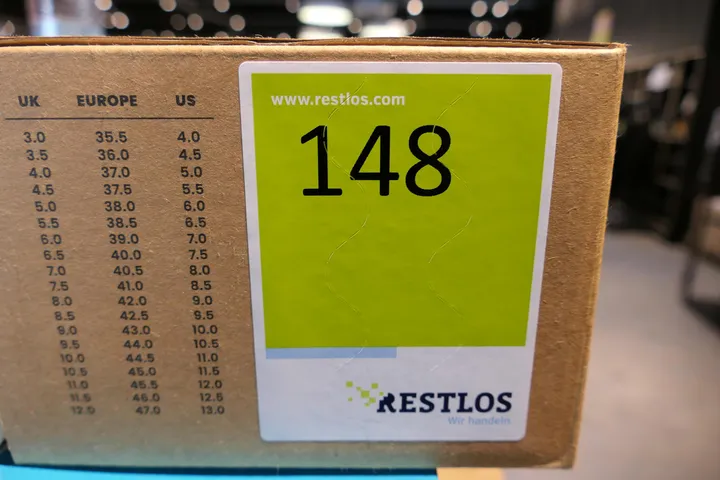 UK EUROPE US
3.0 35.5 4.0
3.5 36.0 4.5
4.0 37.0 5.0
4.5 37.5 5.5
5.0 38.0 6.0
5.5 38.5 6.5
6.0 39.0 7.0
6.5 40.0 7.5
7.0 40.5 8.0
7.5 41.0 8.5
8.0 42.0 9.0
8.5 42.5 9.5
9.0 43.0 10.0
9.5 44.0 10.5
10.0 44.5 11.0
10.5 45.0 11.5
11.0 45.5 12.0
11.5 46.0 12.5
12.0 47.0 13.0
www.restlos.com
148
RESTLOS
Wir handeln